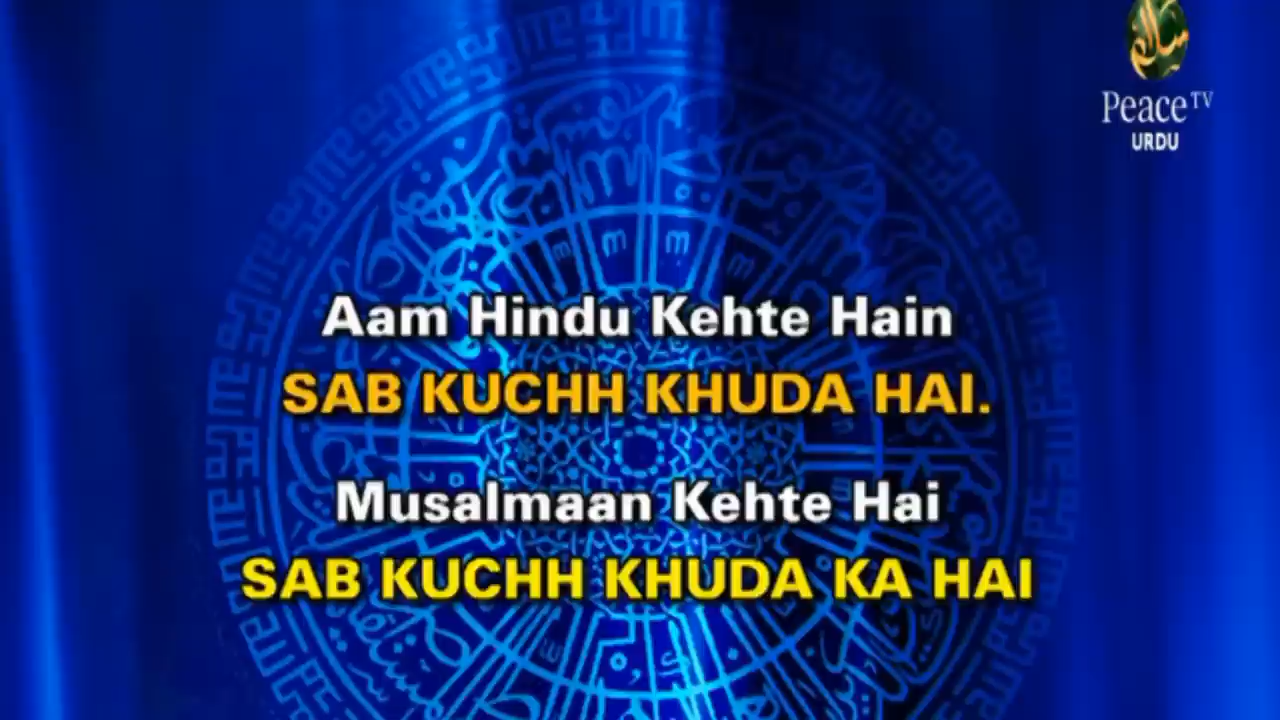 سلام
Peace TV
URDU
Aam Hindu Kehte Hain
SAB KUCHH KHUDA HAI.
Musalmaan Kehte Hai
SAB KUCHH KHUDA KA HAI